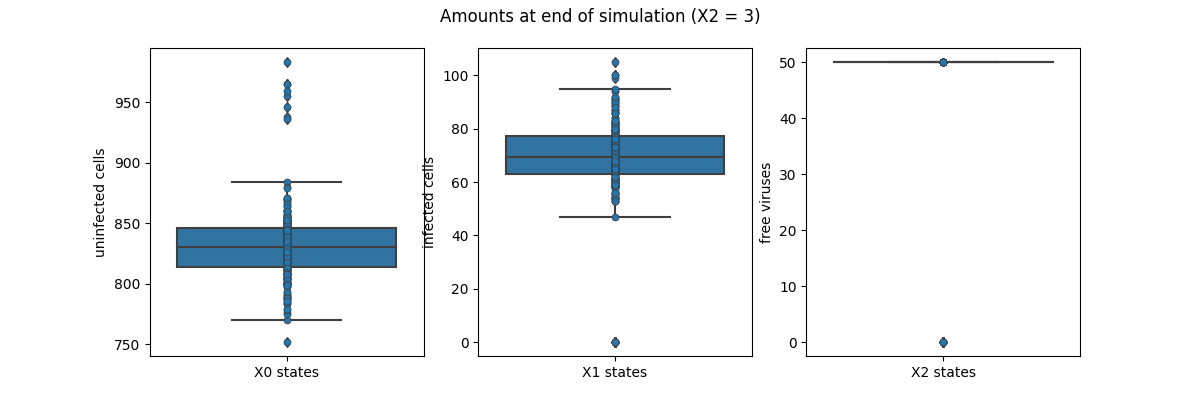 Amounts at end of simulation (X2 = 3)
uninfected cells
950
900
850
800
750
X0 states
infected cells
100
80
60
40
20
0
X1 states
free viruses
50
40
30
20
10
0
X2 states